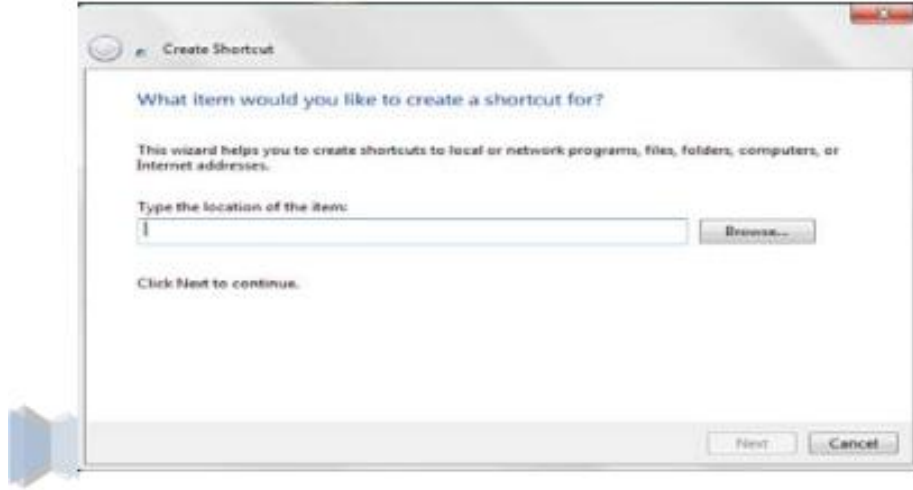 Create Shortcut
What item would you like to create a shortcut for?
This wizard helps you to create shortcuts to local or network programs, files, folders, computers, or
Internet addresses.
Type the location of the item:
Browse...
Click Next to continue.
Next
Cancel